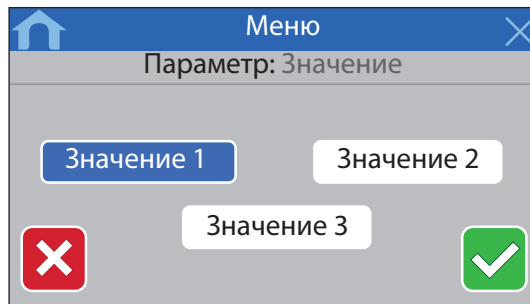 Меню
Параметр: Значение
Значение 1
Значение 2
Значение 3